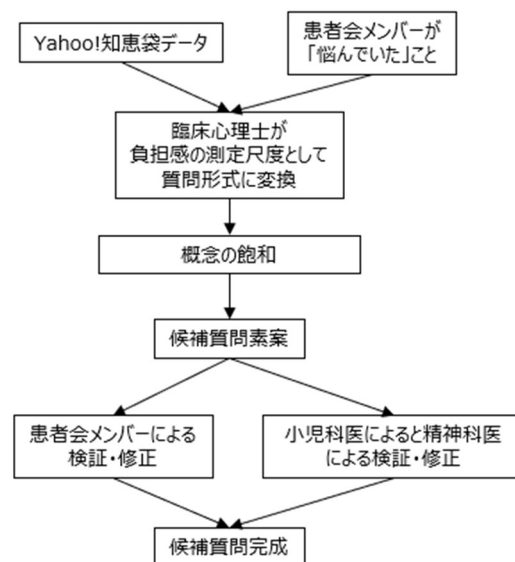 Yahoo!知恵袋データ
患者会メンバーが
「悩んでいた」こと
臨床心理士が
負担感の測定尺度として
質問形式に変換
概念の飽和
候補質問素案
患者会メンバーによる
検証・修正
小児科医によると精神科医
による検証・修正
候補質問完成